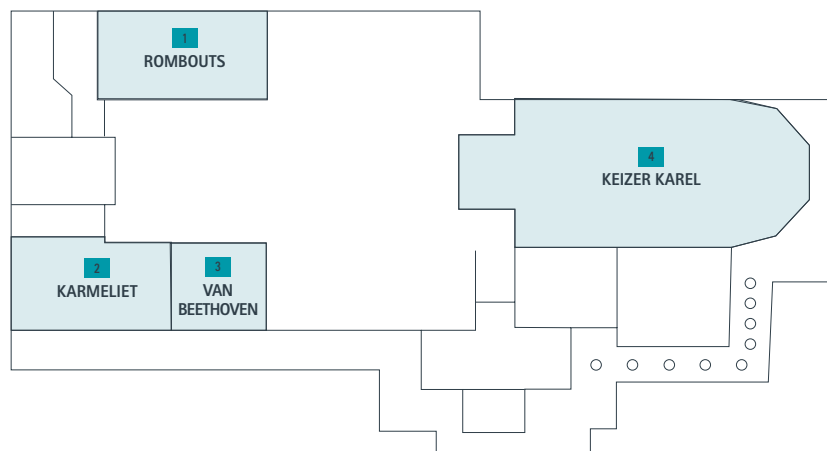 1
ROMBOUTS
4
KEIZER KAREL
2
KARMELIET
3
VAN
BEETHOVEN